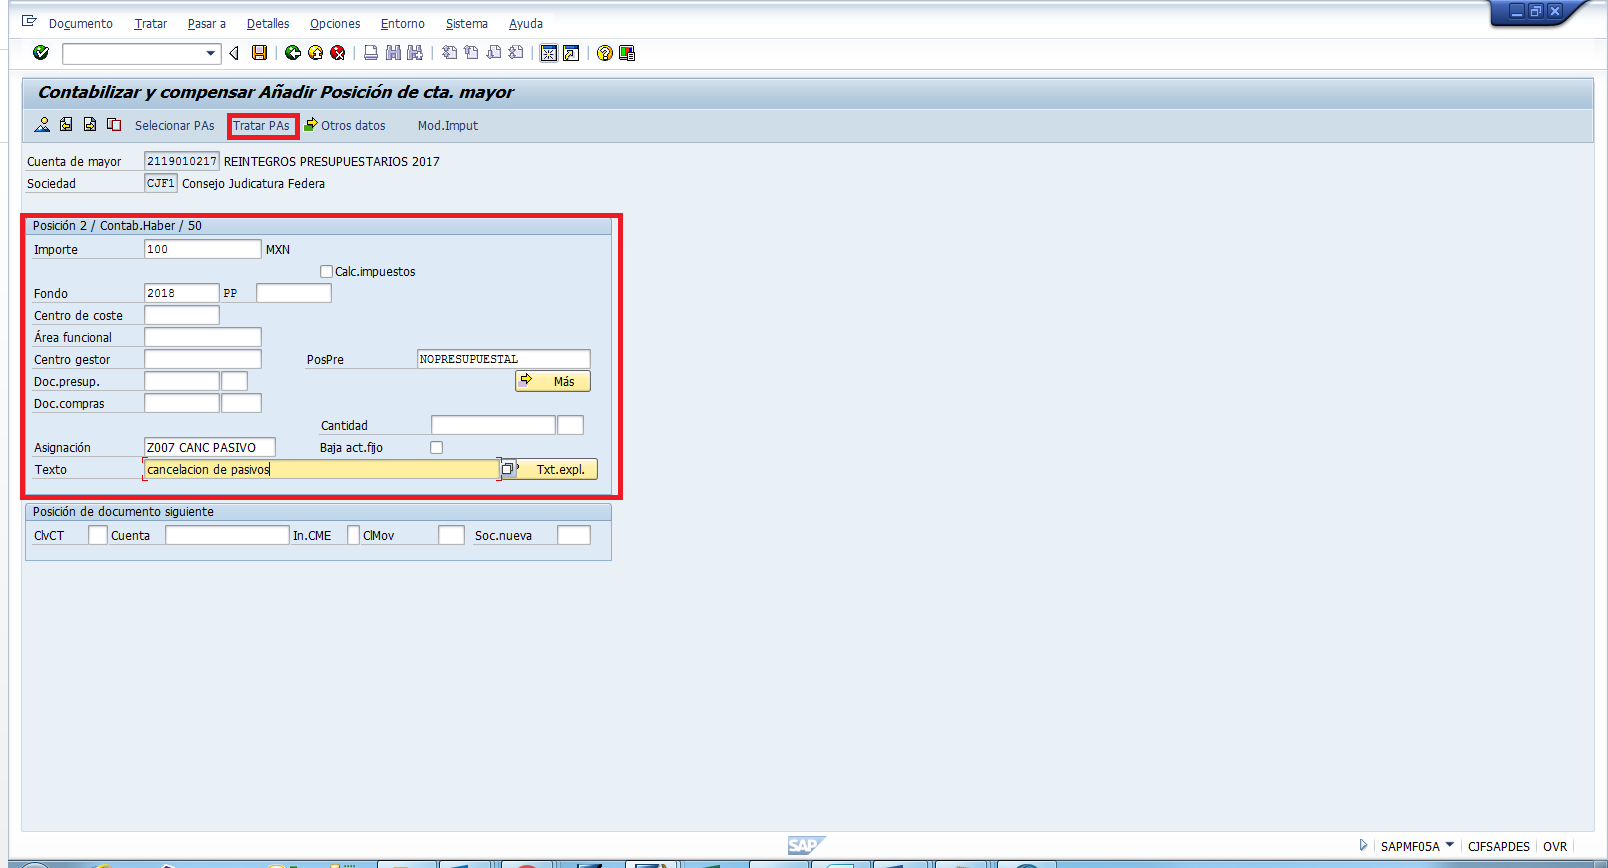 Documento Tratar Pasar a Detalles Opciones Entorno Sistema Ayuda
Contabilizar y compensar Añadir Posición de cta. mayor
Selecionar PAs Tratar PAs Otros datos Mod.Imput
Cuenta de mayor 2119010217 REINTEGROS PRESUPUESTARIOS 2017
Sociedad CJF1 Consejo Judicatura Federa
Posición 2 / Contab.Haber / 50
Importe 100 MXN
Calc.impuestos
Fondo 2018 PP
Centro de coste
Área funcional
Centro gestor PosPre NOPRESUPUESTAL
Doc.presup. Más
Doc.compras
Cantidad
Asignación Z007 CANC PASIVO Baja act.fijo
Texto cancelacion de pasivos Txt.expl.
Posición de documento siguiente
ClvCT Cuenta In.CME ClMov Soc.nueva
SAP SAPMF05A CJFSAPDES OVR